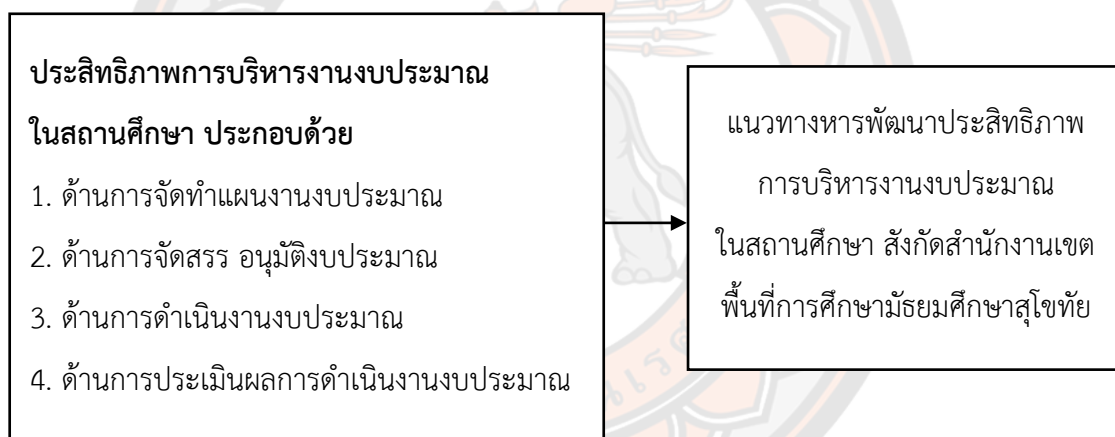 ประสิทธิภาพการบริหารงานงบประมาณ
ในสถานศึกษา ประกอบด้วย
1. ด้านการจัดทำแผนงานงบประมาณ
2. ด้านการจัดสรร อนุมัติงบประมาณ
3. ด้านการดำเนินงานงบประมาณ
4. ด้านการประเมินผลการดำเนินงานงบประมาณ
แนวทางหารพัฒนาประสิทธิภาพ
การบริหารงานงบประมาณ
ในสถานศึกษา สังกัดสำนักงานเขต
พื้นที่การศึกษามัธยมศึกษาสุโขทัย